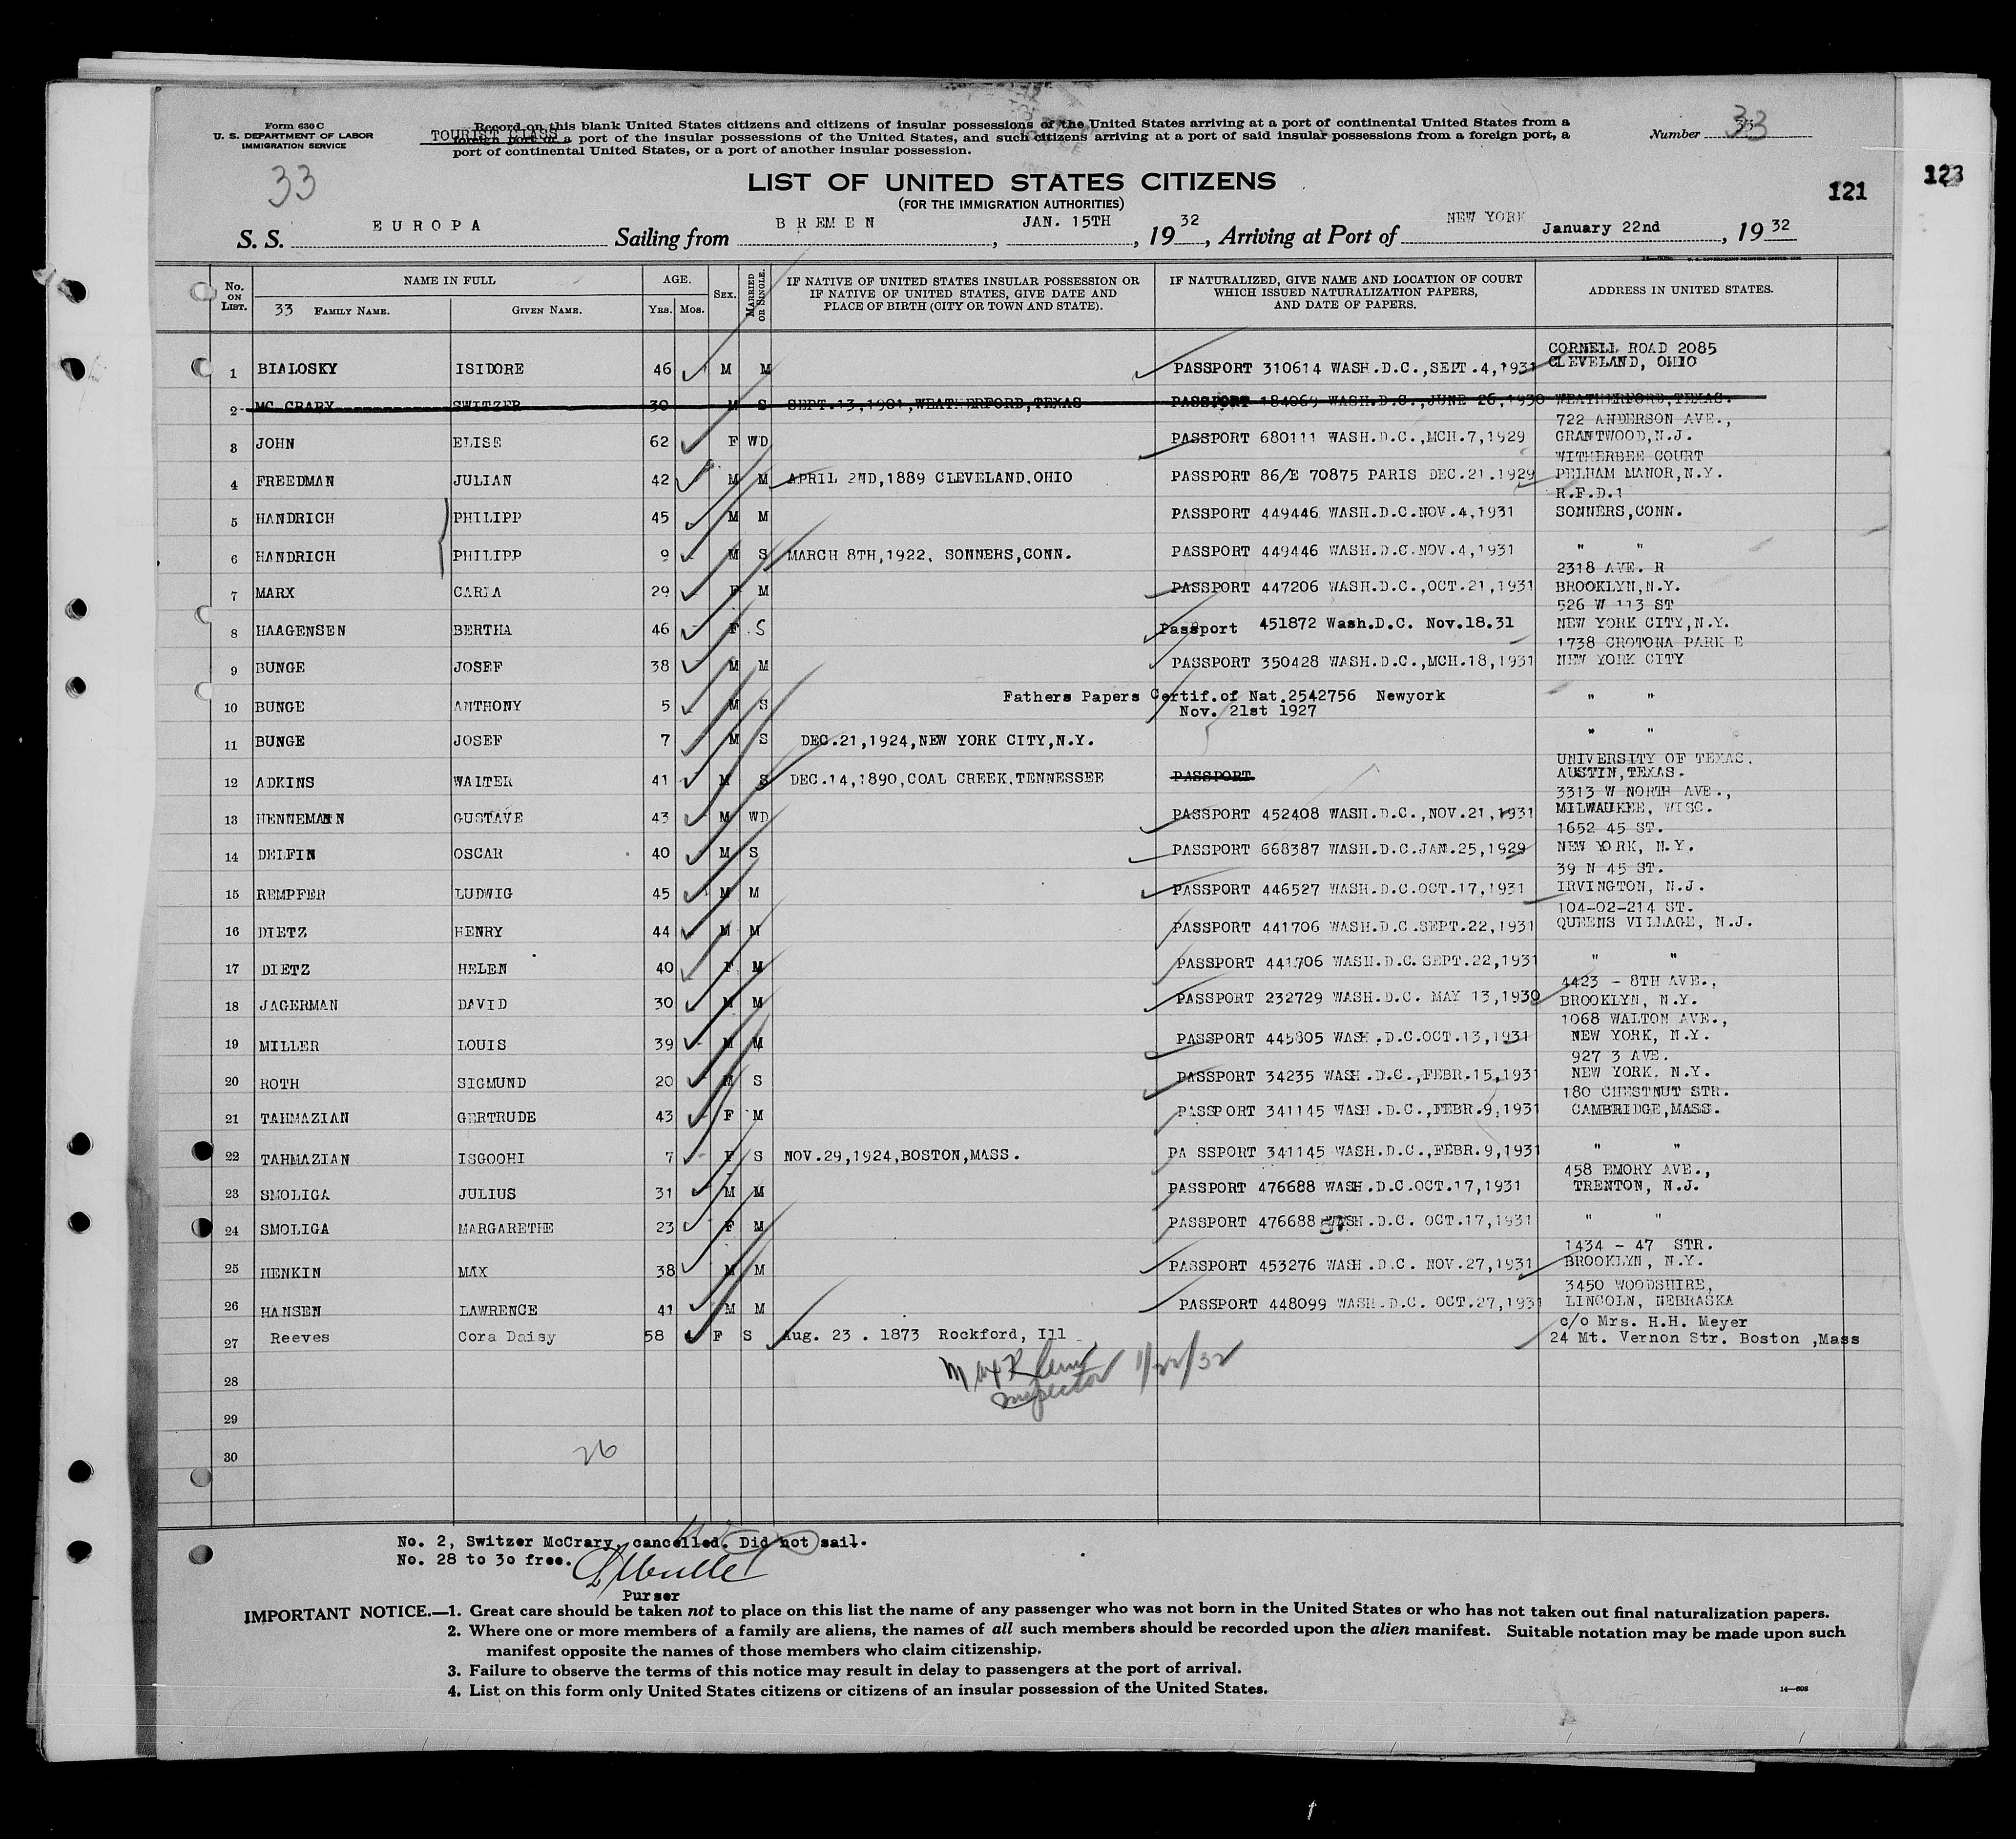 Form 630 C
U. S. DEPARTMENT OF LABOR
IMMIGRATION SERVICE
TOURIST CLASS
Record on this blank United States citizens and citizens of insular possessions of the United States arriving at a port of continental United States from a
foreign port or a port of the insular possessions of the United States, and such citizens arriving at a port of said insular possessions from a foreign port, a
port of continental United States, or a port of another insular possession.
Number 33
33
LIST OF UNITED STATES CITIZENS
(FOR THE IMMIGRATION AUTHORITIES)
121
123
S. S. EUROPA Sailing from BREMEN, JAN. 15TH, 1932, Arriving at Port of NEW YORK January 22nd, 1932
No. ON LIST. NAME IN FULL 33 FAMILY NAME. GIVEN NAME. AGE. YRS. MOS. SEX. MARRIED OR SINGLE. IF NATIVE OF UNITED STATES INSULAR POSSESSION OR IF NATIVE OF UNITED STATES, GIVE DATE AND PLACE OF BIRTH (CITY OR TOWN AND STATE). IF NATURALIZED, GIVE NAME AND LOCATION OF COURT WHICH ISSUED NATURALIZATION PAPERS, AND DATE OF PAPERS. ADDRESS IN UNITED STATES.
1 BIALOSKY ISIDORE 46 M M PASSPORT 310614 WASH.D.C.,SEPT.4,1931 CORNELL ROAD 2085 CLEVELAND, OHIO
2 MC CRARY SWITZER 30 M S SEPT.13,1901,WEATHERFORD,TEXAS PASSPORT 184069 WASH.D.C.,JUNE 26,1930 WEATHERFORD,TEXAS.
3 JOHN ELISE 62 F WD PASSPORT 680111 WASH.D.C.,MCH.7,1929 722 ANDERSON AVE., GRANTWOOD,N.J.
4 FREEDMAN JULIAN 42 M M APRIL 2ND,1889 CLEVELAND.OHIO PASSPORT 86/E 70875 PARIS DEC.21.1929 WITHERBEE COURT PELHAM MANOR,N.Y.
5 HANDRICH PHILIPP 45 M M PASSPORT 449446 WASH.D.C.NOV.4,1931 R.F.D.1 SONNERS,CONN.
6 HANDRICH PHILIPP 9 M S MARCH 8TH,1922, SONNERS,CONN. PASSPORT 449446 WASH.D.C.NOV.4,1931 " "
7 MARX CARLA 29 F M PASSPORT 447206 WASH.D.C.,OCT.21,1931 2318 AVE. R BROOKLYN,N.Y.
8 HAAGENSEN BERTHA 46 F S Passport 451872 Wash.D.C. Nov.18.31 526 W 113 ST NEW YORK CITY,N.Y.
9 BUNGE JOSEF 38 M M PASSPORT 350428 WASH.D.C.,MCH.18,1931 1738 CROTONA PARK E NEW YORK CITY
10 BUNGE ANTHONY 5 M S Fathers Papers Certif.of Nat.2542756 Newyork Nov. 21st 1927 " "
11 BUNGE JOSEF 7 M S DEC.21,1924,NEW YORK CITY,N.Y. " "
12 ADKINS WALTER 41 M S DEC.14,1890,COAL CREEK,TENNESSEE PASSPORT UNIVERSITY OF TEXAS. AUSTIN,TEXAS.
13 HENNEMANN GUSTAVE 43 M WD PASSPORT 452408 WASH.D.C.,NOV.21,1931 3313 W NORTH AVE., MILWAUKEE, WISC.
14 DELFIN OSCAR 40 M S PASSPORT 668387 WASH.D.C.JAN.25,1929 1652 45 ST. NEW YORK, N.Y.
15 REMPFER LUDWIG 45 M M PASSPORT 446527 WASH.D.C.OCT.17,1931 39 N 45 ST. IRVINGTON, N.J.
16 DIETZ HENRY 44 M M PASSPORT 441706 WASH.D.C.SEPT.22,1931 104-02-214 ST. QUEENS VILLAGE, N.J.
17 DIETZ HELEN 40 F M PASSPORT 441706 WASH.D.C. SEPT.22,1931 " "
18 JAGERMAN DAVID 30 M M PASSPORT 232729 WASH.D.C. MAY 13,1930 4423 - 8TH AVE., BROOKLYN, N.Y.
19 MILLER LOUIS 39 M M PASSPORT 445805 WASH.D.C.OCT.13,1931 1068 WALTON AVE., NEW YORK, N.Y.
20 ROTH SIGMUND 20 M S PASSPORT 34235 WASH.D.C.,FEBR.15,1931 927 3 AVE. NEW YORK. N.Y.
21 TAHMAZIAN GERTRUDE 43 F M PASSPORT 341145 WASH.D.C.,FEBR.9,1931 180 CHESTNUT STR. CAMBRIDGE,MASS.
22 TAHMAZIAN ISGOOHI 7 F S NOV.29,1924,BOSTON,MASS. PA SSPORT 341145 WASH.D.C.,FEBR.9,1931 " "
23 SMOLIGA JULIUS 31 M M PASSPORT 476688 WASH.D.C.OCT.17,1931 458 EMORY AVE., TRENTON, N.J.
24 SMOLIGA MARGARETHE 23 F M PASSPORT 476688 WASH.D.C. OCT.17,1931 " "
25 HENKIN MAX 38 M M PASSPORT 453276 WASH.D.C. NOV.27,1931 1434 - 47 STR. BROOKLYN, N.Y.
26 HANSEN LAWRENCE 41 M M PASSPORT 448099 WASH.D.C. OCT.27,1931 3450 WOODSHIRE, LINCOLN, NEBRASKA
27 Reeves Cora Daisy 58 F S Aug. 23 . 1873 Rockford, Ill c/o Mrs. H.H. Meyer 24 Mt. Vernon Str. Boston ,Mass
28
Inspector 1/22/32
29
30
26
No. 2, Switzer McCrary, cancelled. Did not sail.
No. 28 to 30 free.
Purser
IMPORTANT NOTICE.—1. Great care should be taken not to place on this list the name of any passenger who was not born in the United States or who has not taken out final naturalization papers.
2. Where one or more members of a family are aliens, the names of all such members should be recorded upon the alien manifest. Suitable notation may be made upon such
manifest opposite the names of those members who claim citizenship.
3. Failure to observe the terms of this notice may result in delay to passengers at the port of arrival.
4. List on this form only United States citizens or citizens of an insular possession of the United States.
14—808